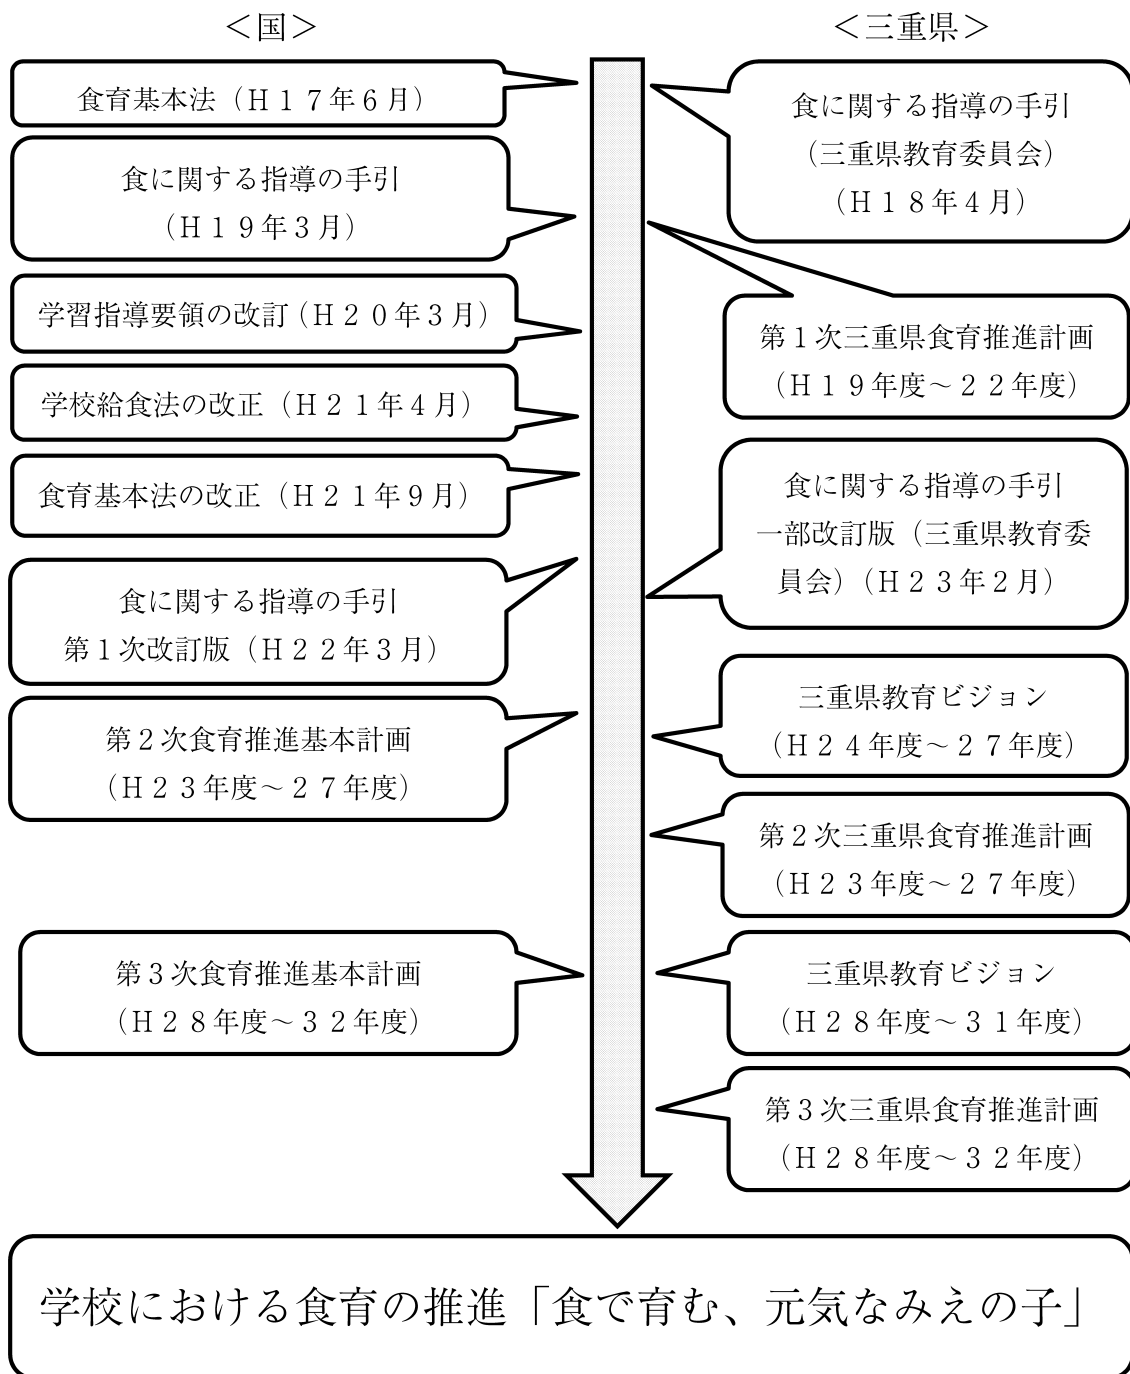 ＜国＞
食育基本法（Ｈ１７年６月）
食に関する指導の手引
（Ｈ１９年３月）
学習指導要領の改訂（Ｈ２０年３月）
学校給食法の改正（Ｈ２１年４月）
食育基本法の改正（Ｈ２１年９月）
食に関する指導の手引
第１次改訂版（Ｈ２２年３月）
第２次食育推進基本計画
（Ｈ２３年度～２７年度）
第３次食育推進基本計画
（Ｈ２８年度～３２年度）
＜三重県＞
食に関する指導の手引
（三重県教育委員会）
（Ｈ１８年４月）
第１次三重県食育推進計画
（Ｈ１９年度～２２年度）
食に関する指導の手引
一部改訂版（三重県教育委
員会）（Ｈ２３年２月）
三重県教育ビジョン
（Ｈ２４年度～２７年度）
第２次三重県食育推進計画
（Ｈ２３年度～２７年度）
三重県教育ビジョン
（Ｈ２８年度～３１年度）
第３次三重県食育推進計画
（Ｈ２８年度～３２年度）
学校における食育の推進「食で育む、元気なみえの子」